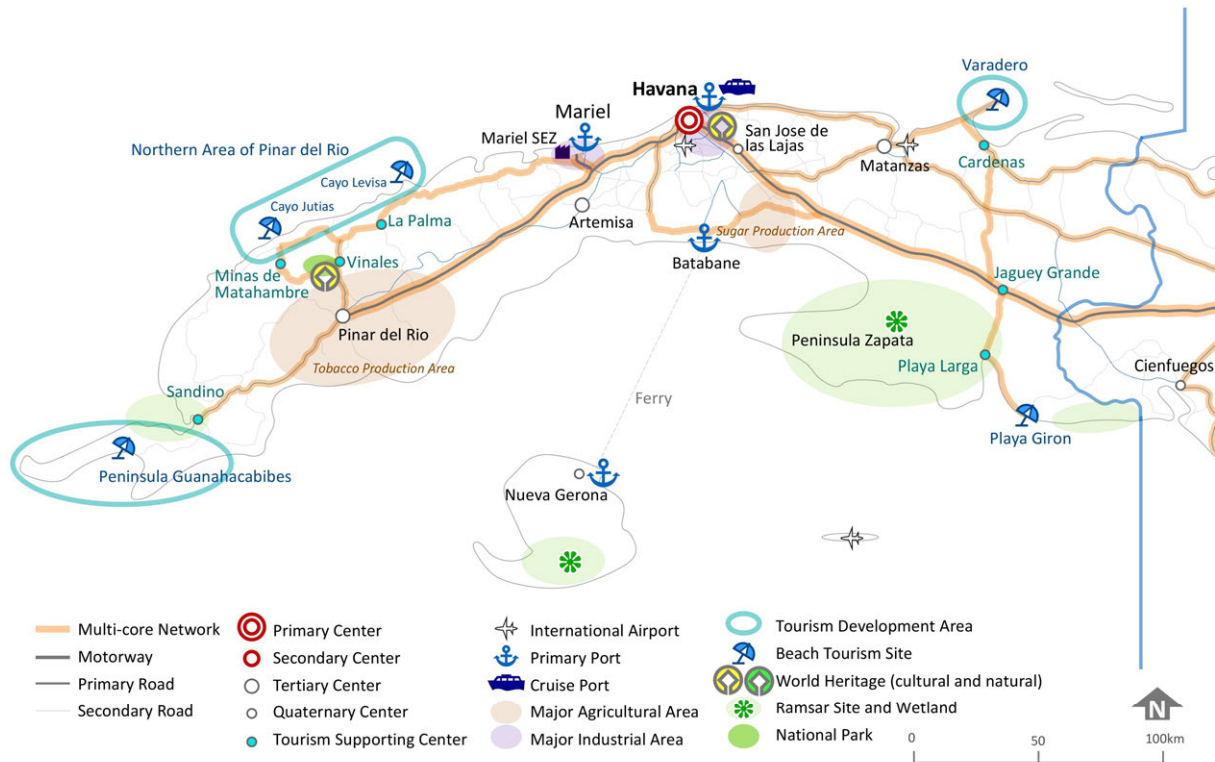 Varadero
Havana
Mariel
San Jose de
las Lajas
Mariel SEZ
Northern Area of Pinar del Rio
Matanzas
Cardenas
Cayo Levisa
Cayo Jutias
La Palma
Artemisa
Sugar Production Area
Batabane
Vinales
Minas de
Matahambre
Jaguey Grande
Pinar del Rio
Peninsula Zapata
Tobacco Production Area
Playa Larga
Cienfuegos
Sandino
Ferry
Playa Giron
Peninsula Guanahacabibes
Nueva Gerona
Multi-core Network
Motorway
Primary Road
Secondary Road
Primary Center
Secondary Center
Tertiary Center
Quaternary Center
Tourism Supporting Center
International Airport
Primary Port
Cruise Port
Major Agricultural Area
Major Industrial Area
Tourism Development Area
Beach Tourism Site
World Heritage (cultural and natural)
Ramsar Site and Wetland
National Park
N
0 50 100km